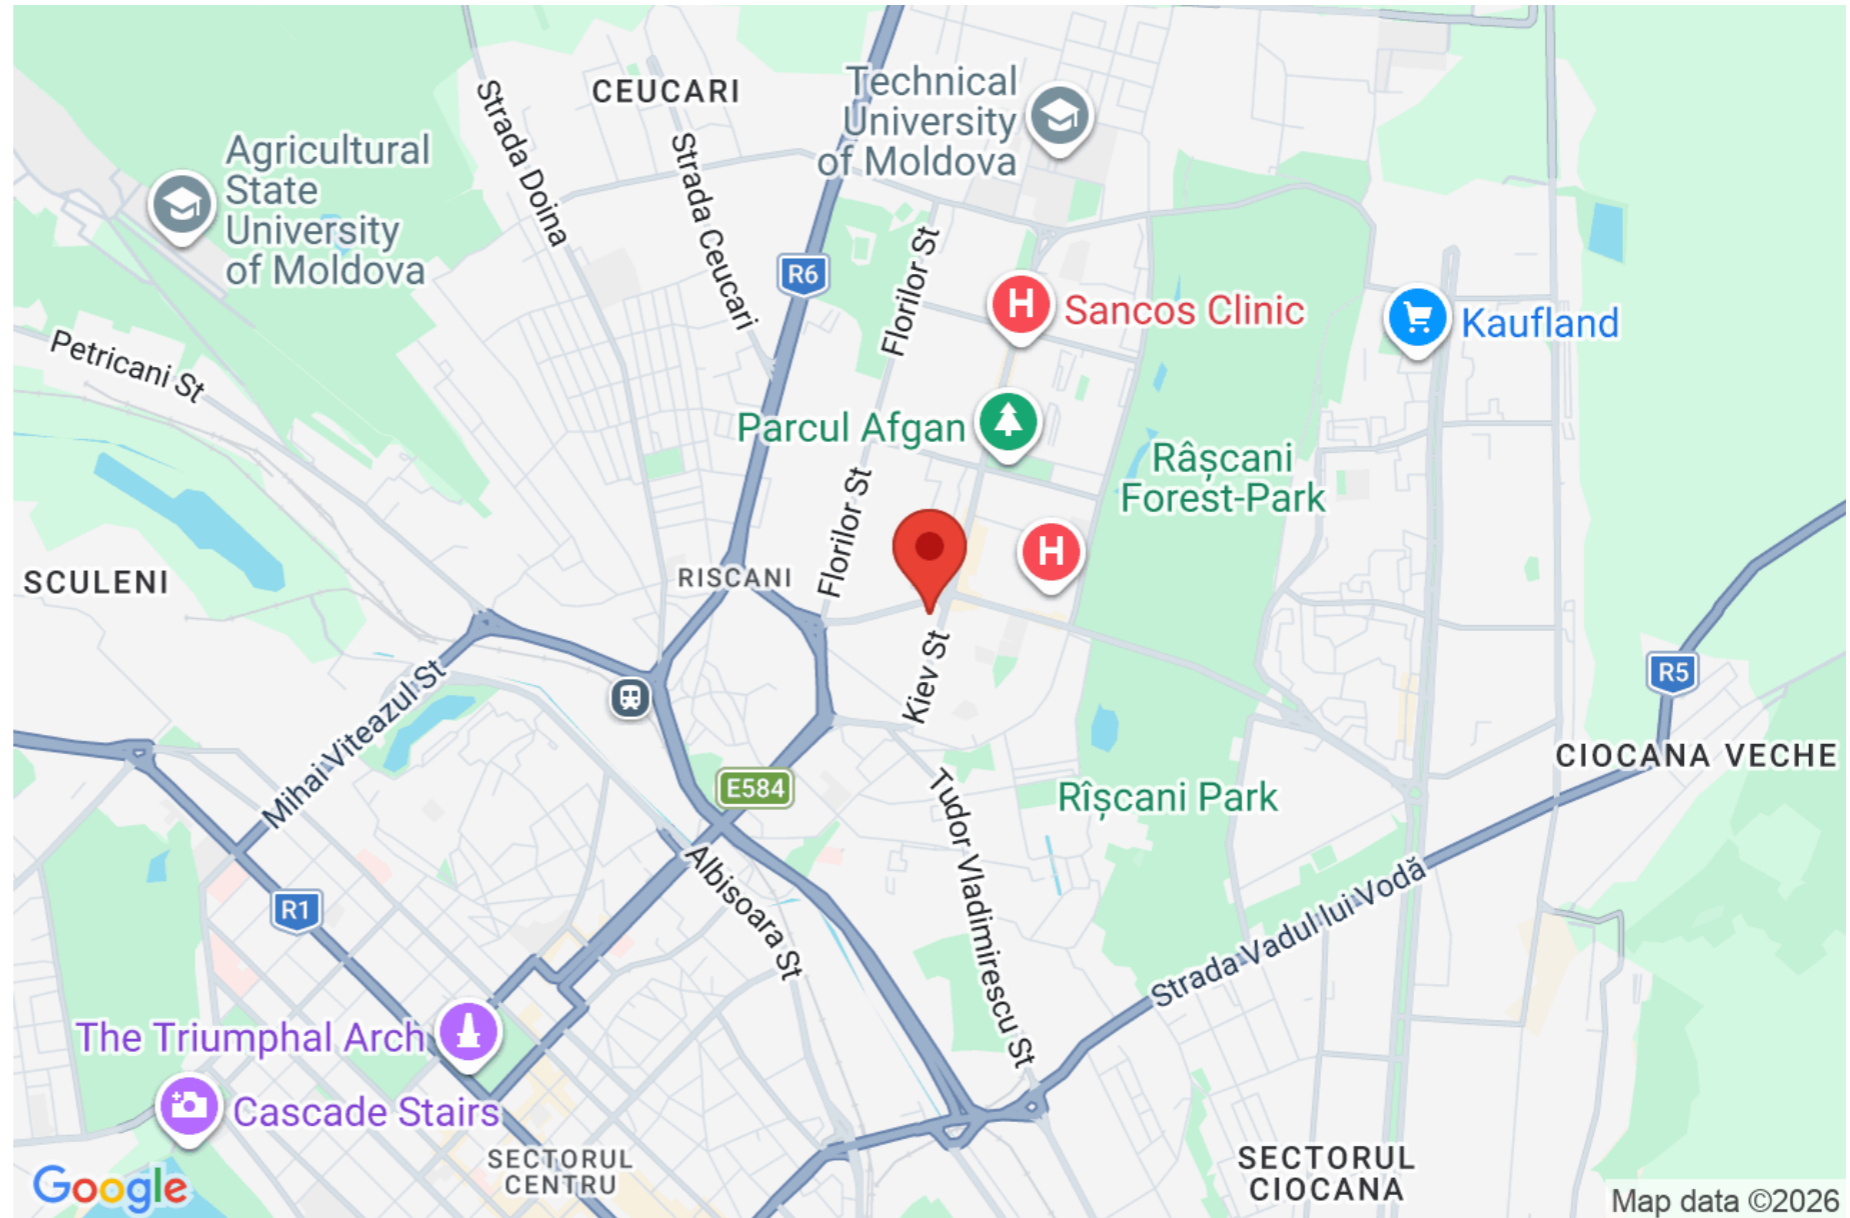 CEUCARI
Technical
University
of Moldova
Strada Doina
Strada Ceucari
Agricultural
State
University
of Moldova
R6
Florilor St
Sancos Clinic
Kaufland
Petricani St
Parcul Afgan
Râșcani
Forest-Park
Florilor St
SCULENI
RISCANI
Kiev St
R5
Mihai Viteazul St
CIOCANA VECHE
E584
Rîșcani Park
Tudor Vladimirescu St
Albisoara St
Strada Vadul lui Vodă
R1
The Triumphal Arch
Cascade Stairs
SECTORUL
CENTRU
SECTORUL
CIOCANA
Google
Map data ©2026
H
H